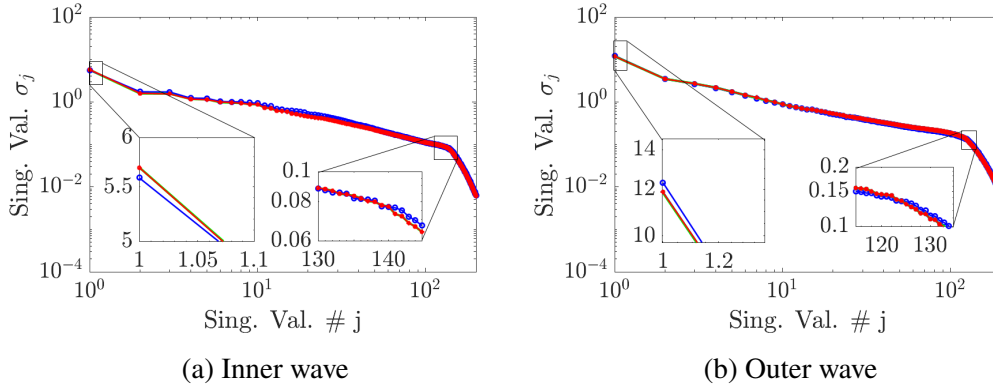 10^2
10^0
10^-2
10^-4
Sing. Val. σ_j
6
5.5
5
1 1.05 1.1
0.1
0.08
0.06
130 140
10^0 10^1 10^2
Sing. Val. # j
(a) Inner wave
10^2
10^0
10^-2
10^-4
Sing. Val. σ_j
14
12
10
1 1.2
0.2
0.15
0.1
120 130
10^0 10^1 10^2
Sing. Val. # j
(b) Outer wave